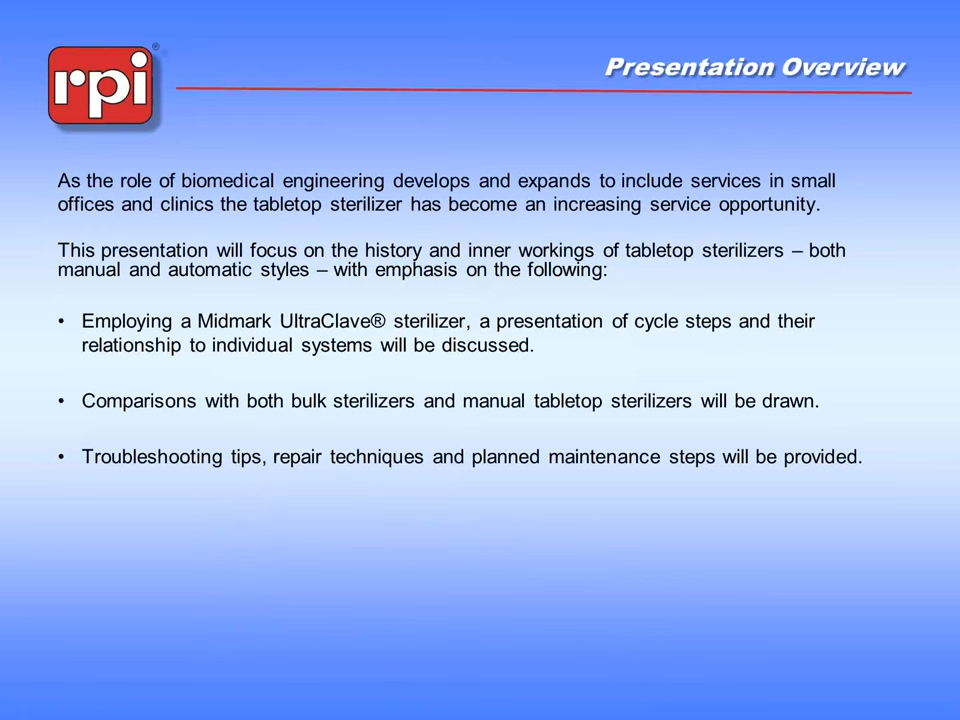 rpi®
Presentation Overview
As the role of biomedical engineering develops and expands to include services in small
offices and clinics the tabletop sterilizer has become an increasing service opportunity.
This presentation will focus on the history and inner workings of tabletop sterilizers – both
manual and automatic styles – with emphasis on the following:
• Employing a Midmark UltraClave® sterilizer, a presentation of cycle steps and their
relationship to individual systems will be discussed.
• Comparisons with both bulk sterilizers and manual tabletop sterilizers will be drawn.
• Troubleshooting tips, repair techniques and planned maintenance steps will be provided.